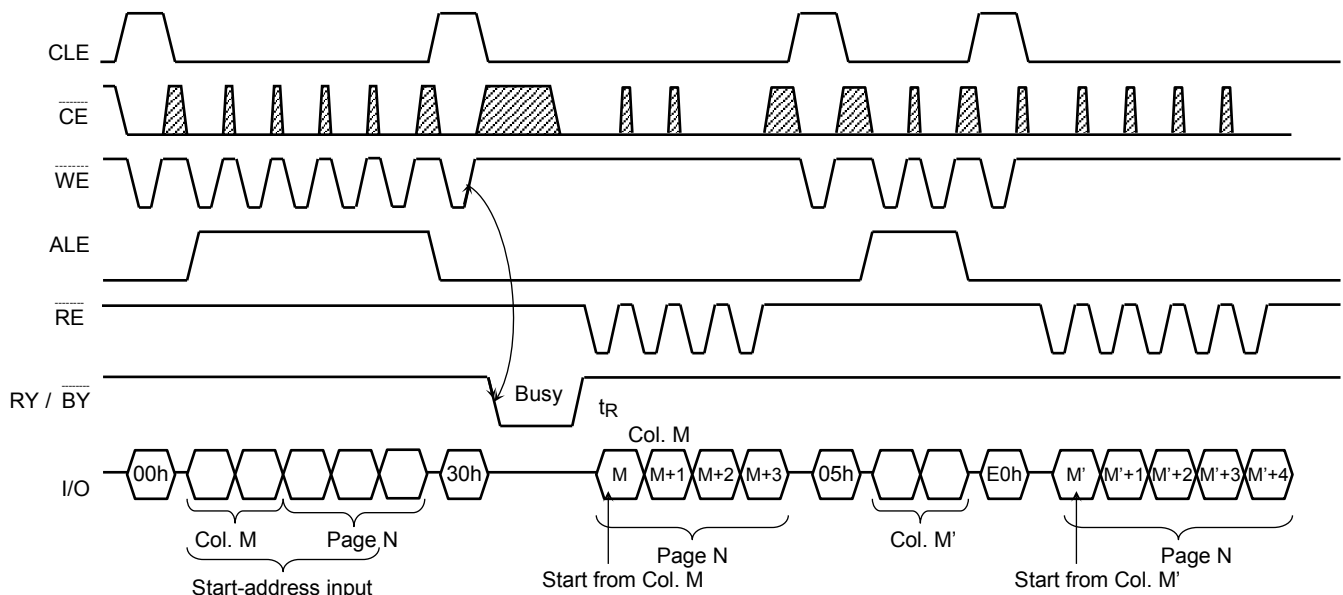 CLE
CE
WE
ALE
RE
RY / BY
Busy
tR
Col. M
I/O
00h
30h
M M+1 M+2 M+3
05h
E0h
M' M'+1 M'+2 M'+3 M'+4
Col. M Page N
Start-address input
Page N
Start from Col. M
Col. M'
Page N
Start from Col. M'